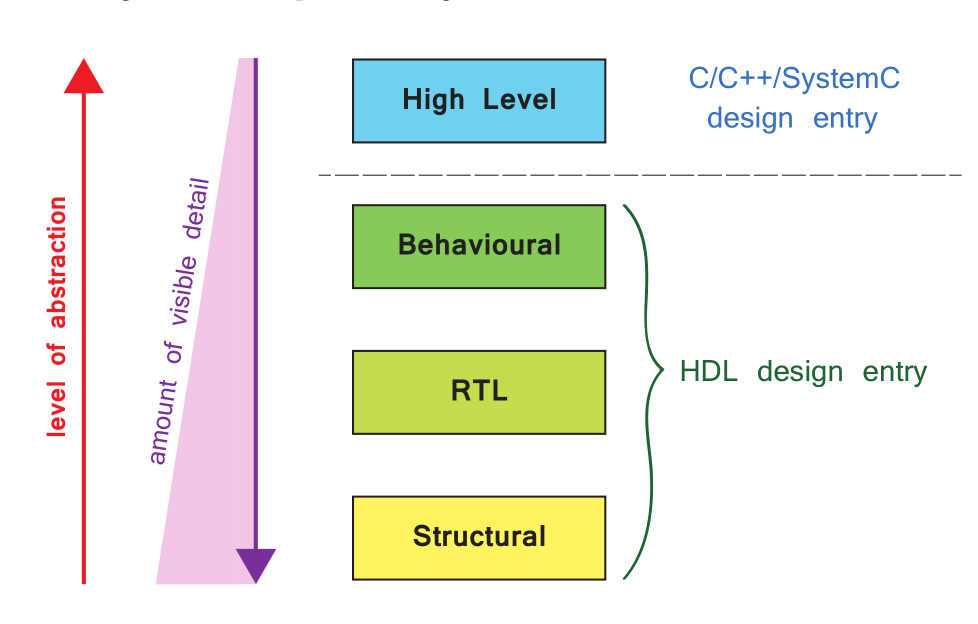 level of abstraction
amount of visible detail
High Level
C/C++/SystemC
design entry
Behavioural
RTL
HDL design entry
Structural